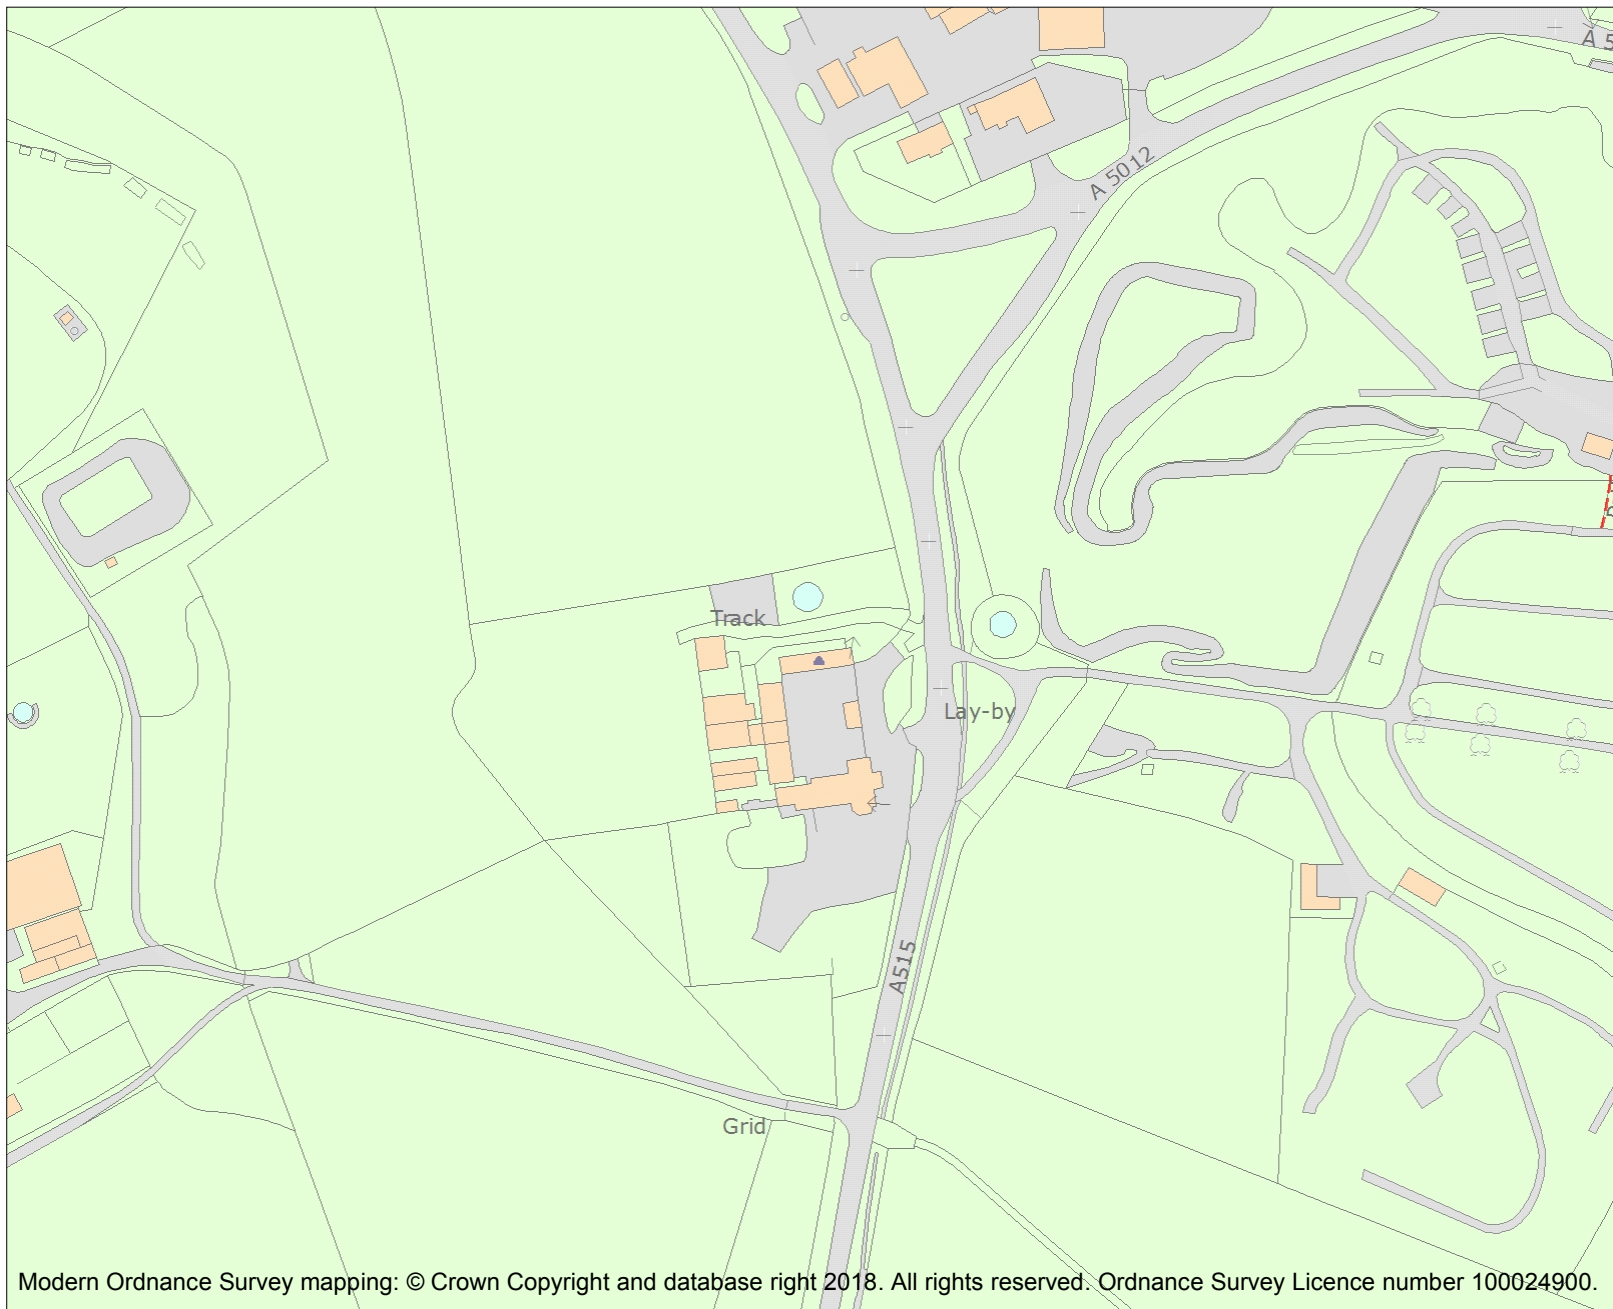 A 5
A 5012
Track
Lay-by
A515
Grid
Modern Ordnance Survey mapping: © Crown Copyright and database right 2018. All rights reserved. Ordnance Survey Licence number 100024900.